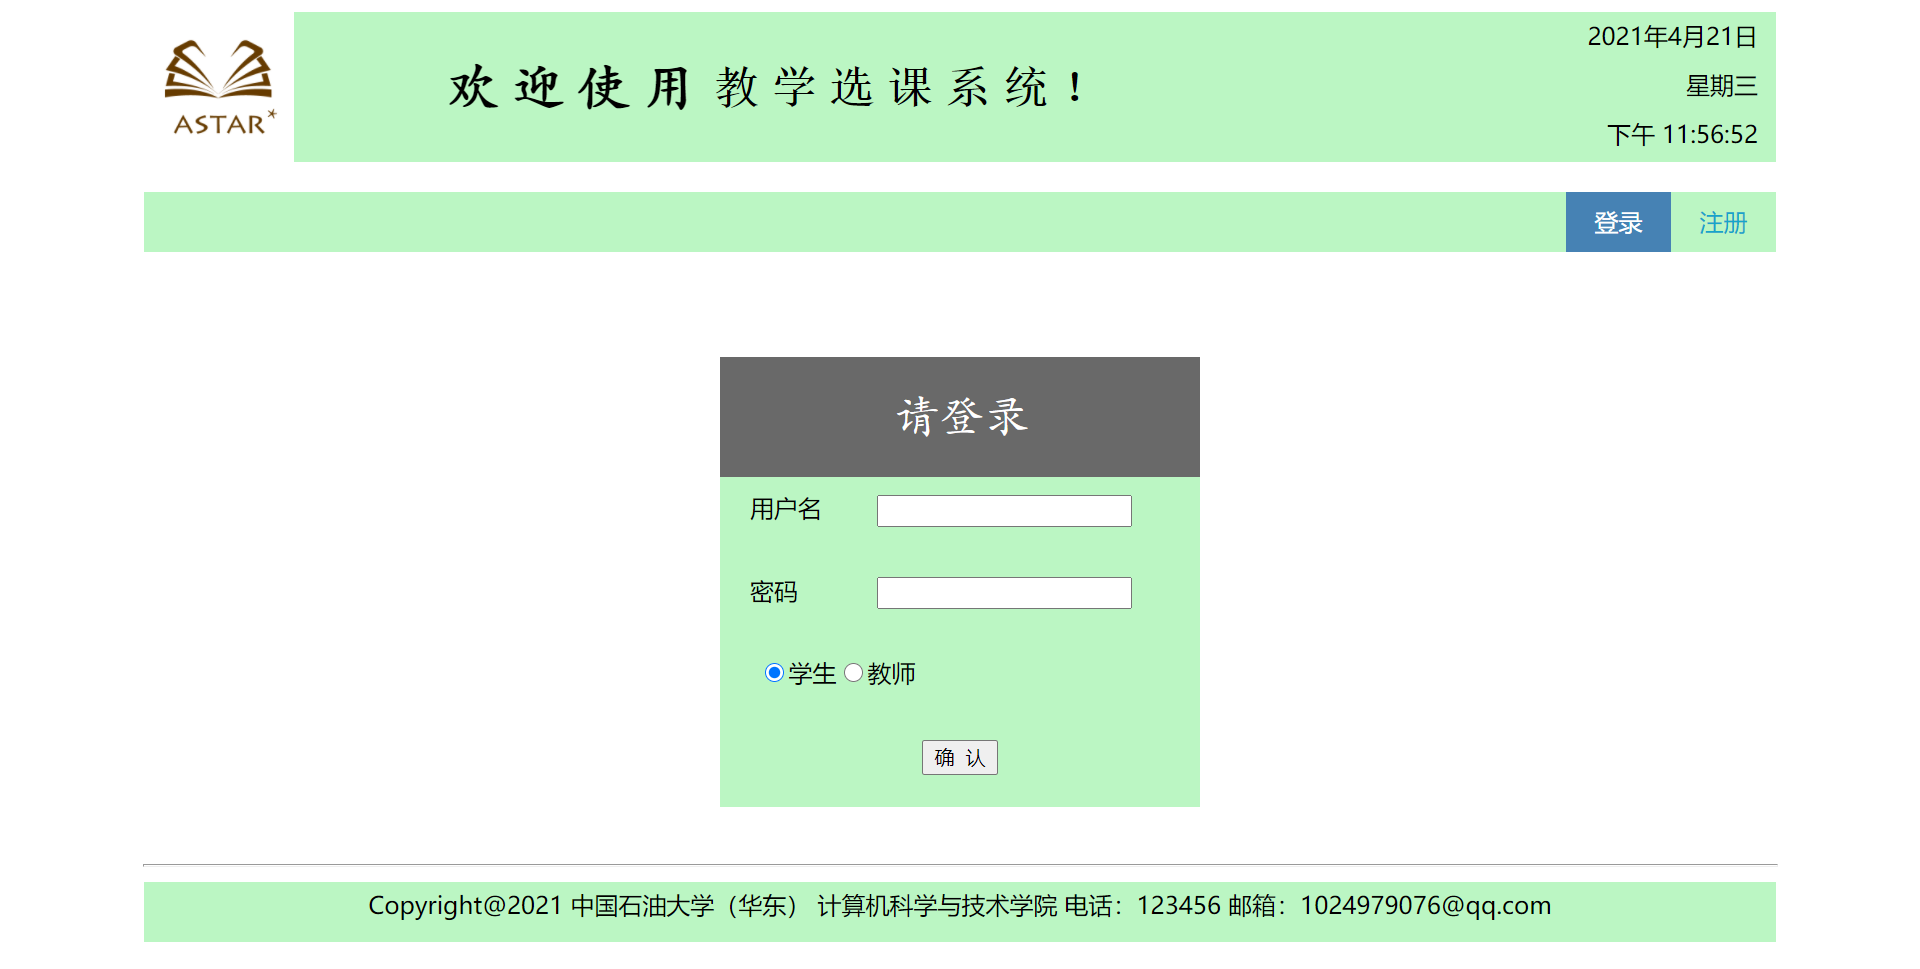 ASTAR*
欢迎使用 教学选课系统！
2021年4月21日
星期三
下午 11:56:52
登录 注册
请登录
用户名
密码
学生 教师
确 认
Copyright@2021 中国石油大学（华东） 计算机科学与技术学院 电话：123456 邮箱：1024979076@qq.com